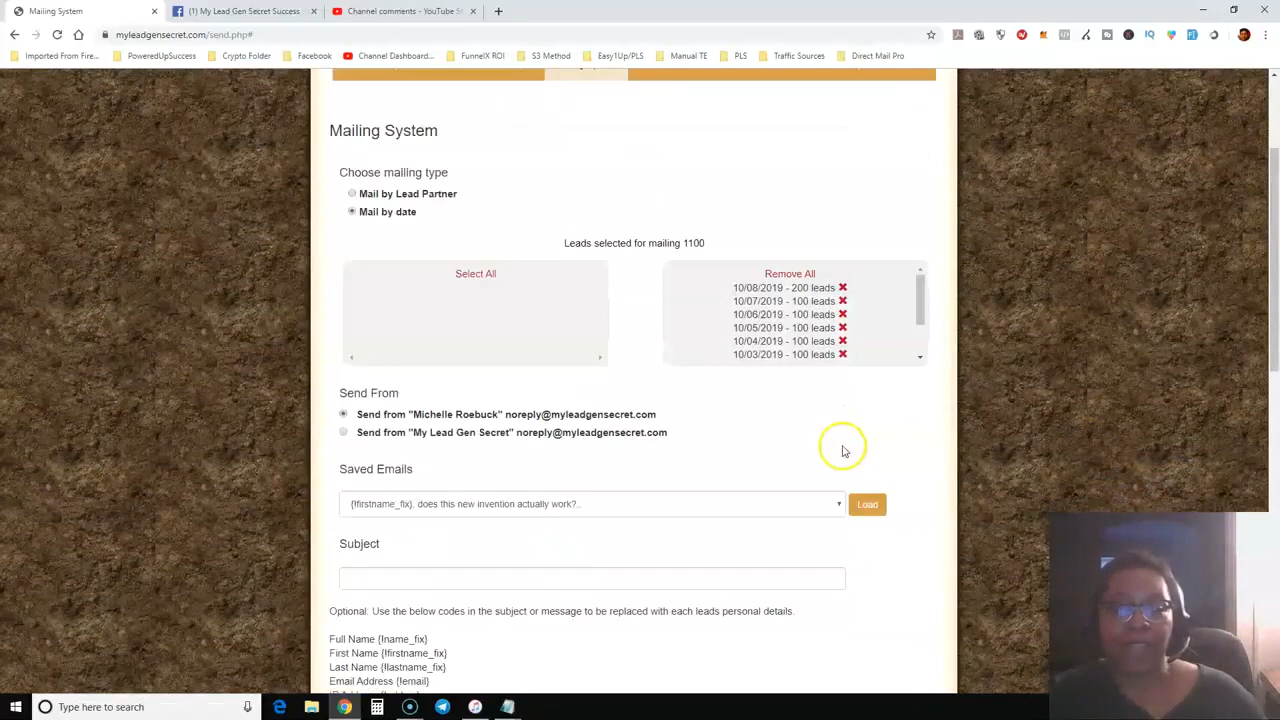 Mailing System
(1) My Lead Gen Secret Success
Channel comments - YouTube St
myleadgensecret.com/send.php#
Imported From Fire...
PoweredUpSuccess
Crypto Folder
Facebook
Channel Dashboard...
FunnelX ROI
S3 Method
Easy1Up/PLS
Manual TE
PLS
Traffic Sources
Direct Mail Pro
Mailing System
Choose mailing type
Mail by Lead Partner
Mail by date
Leads selected for mailing 1100
Select All
Remove All
10/08/2019 - 200 leads
10/07/2019 - 100 leads
10/06/2019 - 100 leads
10/05/2019 - 100 leads
10/04/2019 - 100 leads
10/03/2019 - 100 leads
Send From
Send from "Michelle Roebuck" noreply@myleadgensecret.com
Send from "My Lead Gen Secret" noreply@myleadgensecret.com
Saved Emails
{!firstname_fix}, does this new invention actually work?..
Load
Subject
Optional: Use the below codes in the subject or message to be replaced with each leads personal details.
Full Name {!name_fix}
First Name {!firstname_fix}
Last Name {!lastname_fix}
Email Address {!email}
Type here to search